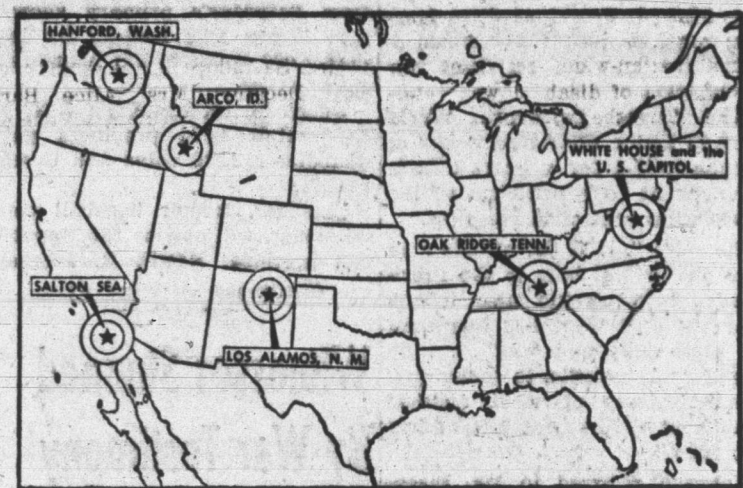 HANFORD, WASH.
ARCO, ID.
WHITE HOUSE and the
U. S. CAPITOL
OAK RIDGE, TENN.
SALTON SEA
LOS ALAMOS, N. M.